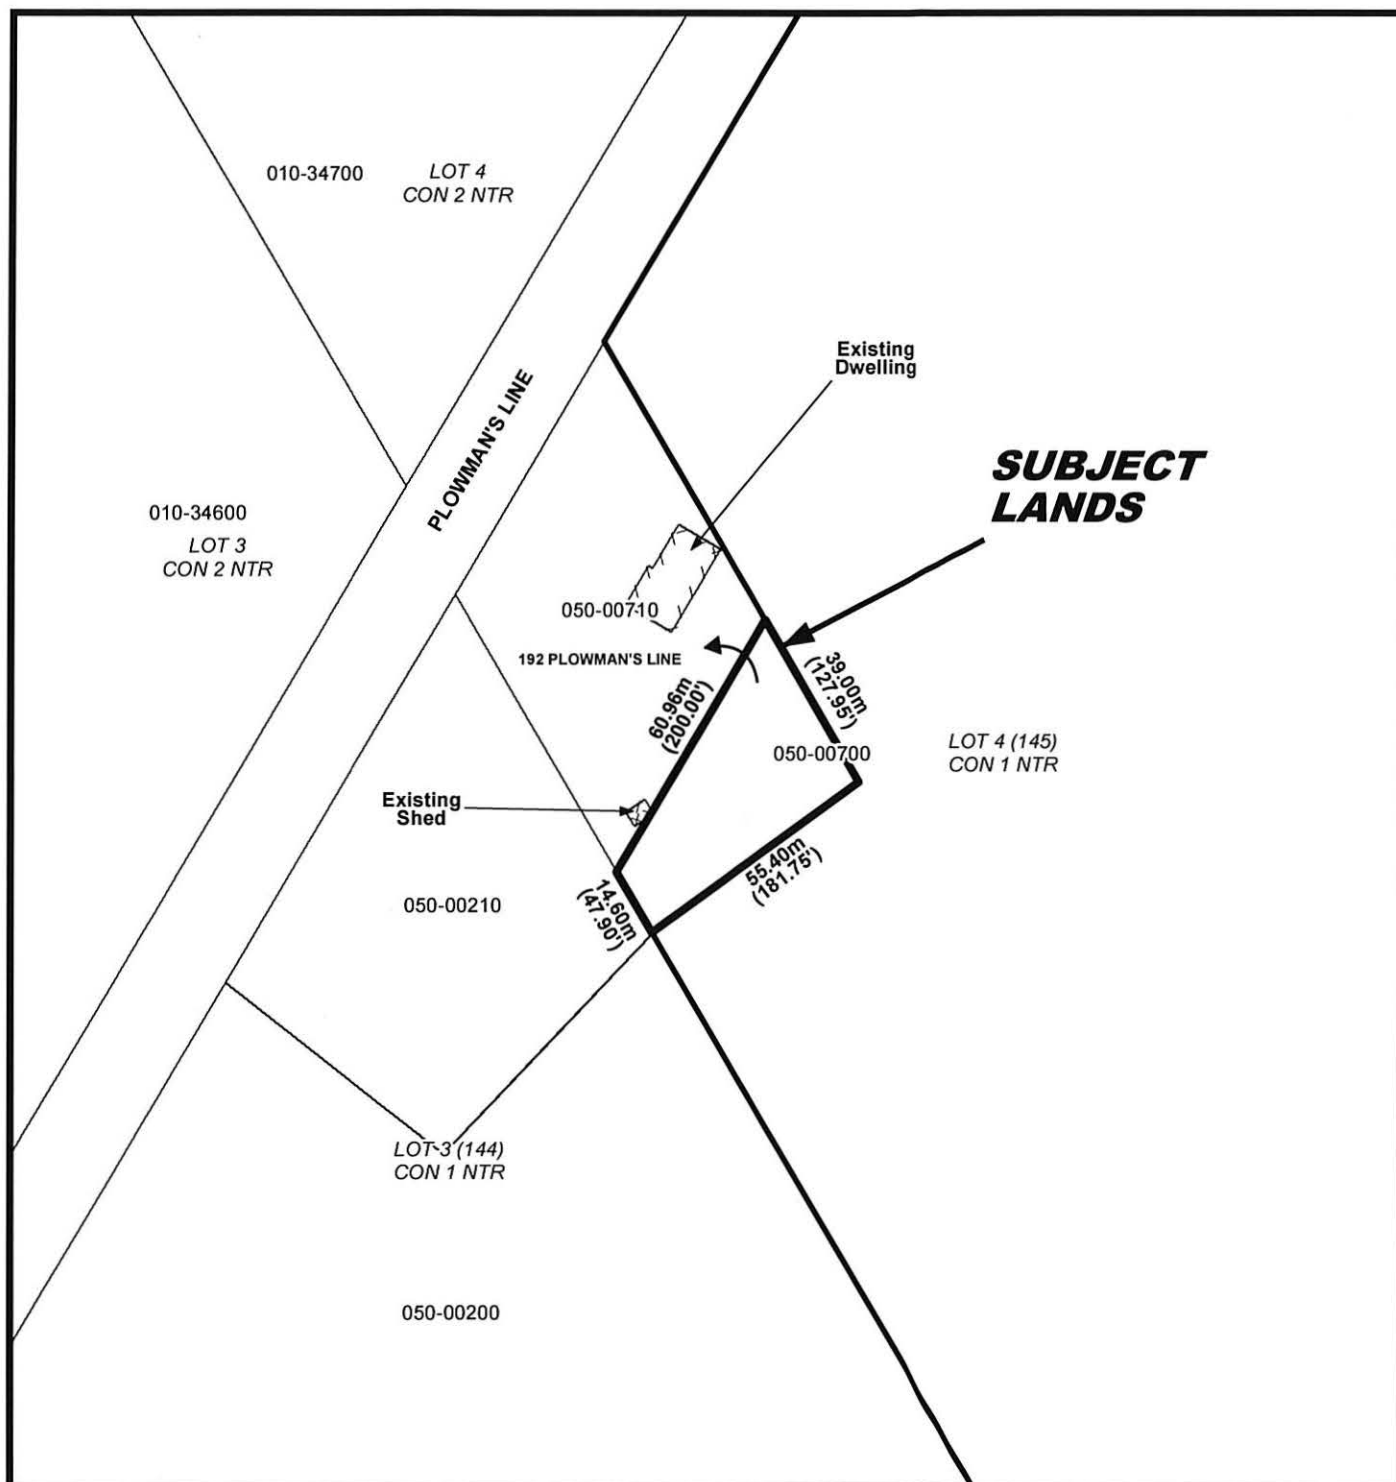 010-34700
LOT 4
CON 2 NTR
Existing
Dwelling
PLOWMAN'S LINE
SUBJECT
LANDS
010-34600
LOT 3
CON 2 NTR
050-00710
192 PLOWMAN'S LINE
60.96m
(200.00')
39.00m
(127.95')
050-00700
LOT 4 (145)
CON 1 NTR
Existing
Shed
55.40m
(181.75')
14.60m
(47.90')
050-00210
LOT 3 (144)
CON 1 NTR
050-00200